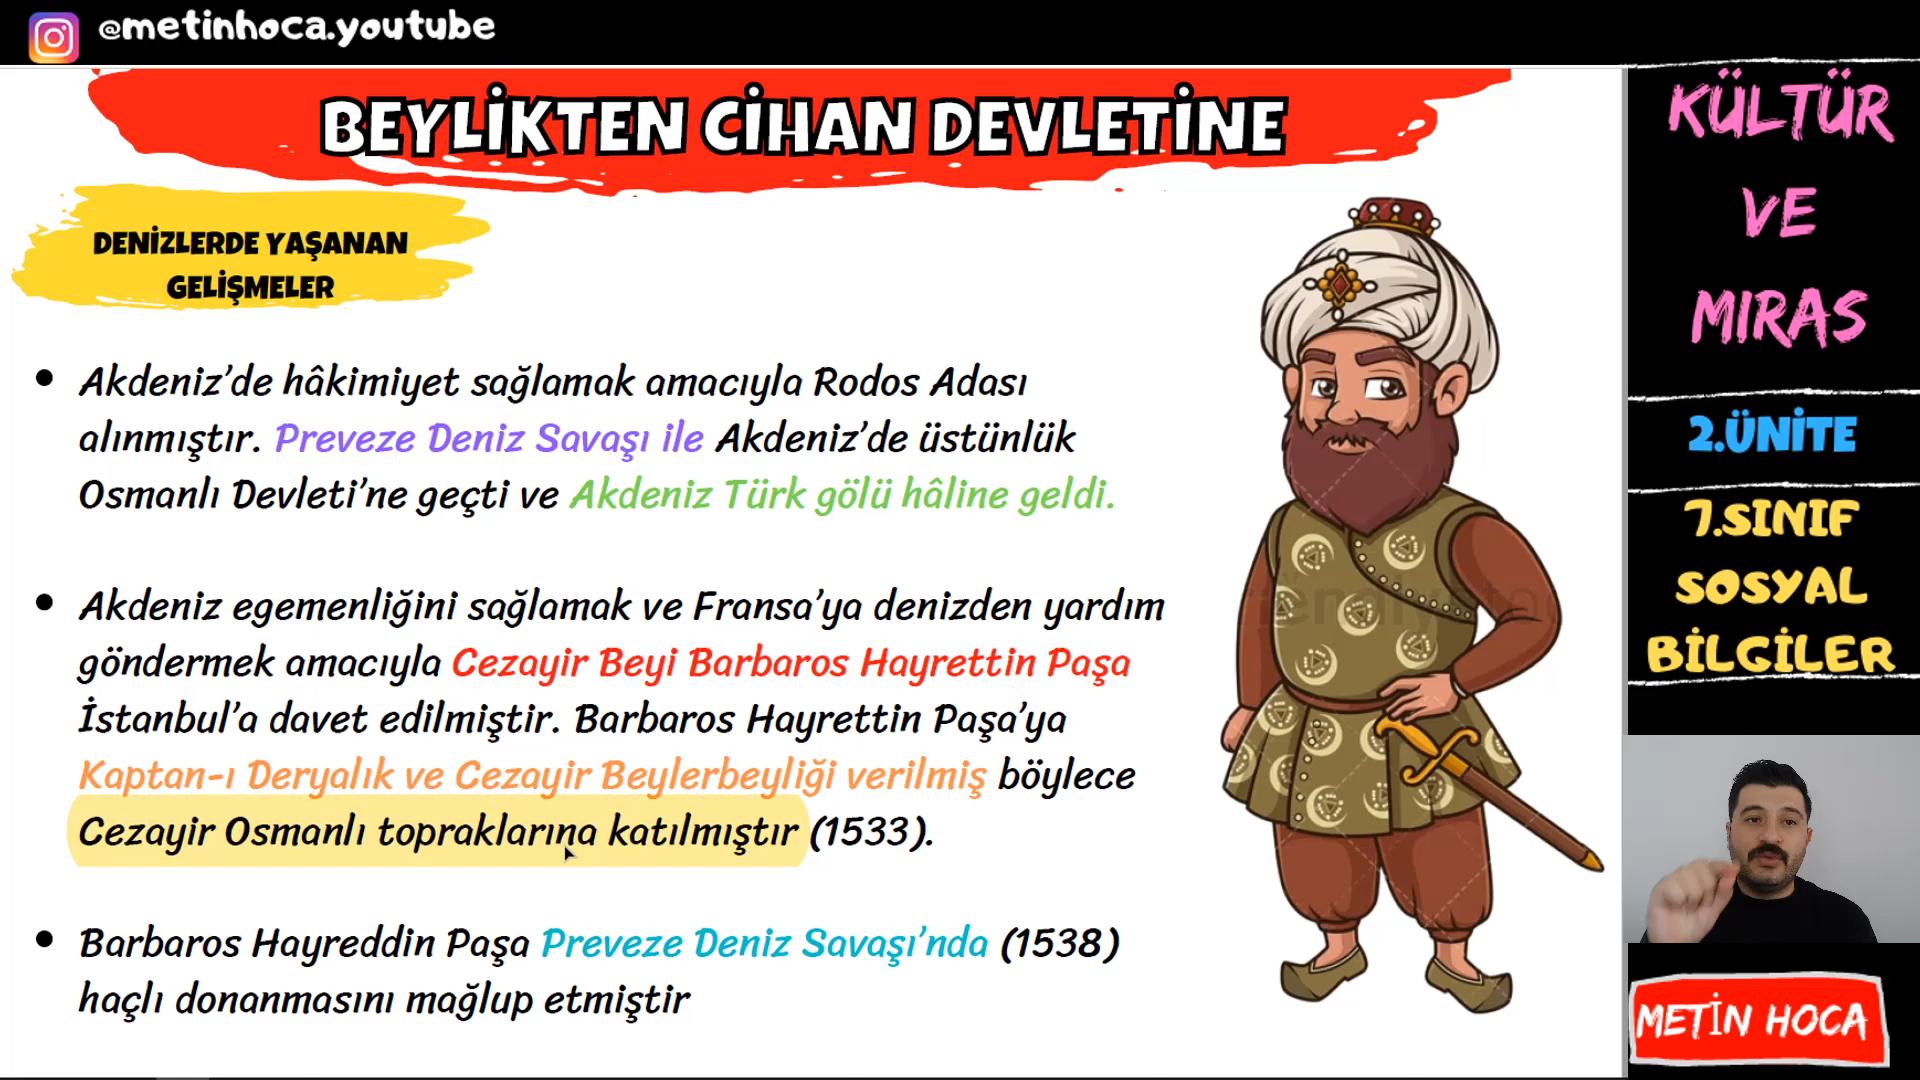 @metinhoca.youtube
BEYLİKTEN CİHAN DEVLETİNE
DENİZLERDE YAŞANAN
GELİŞMELER
• Akdeniz’de hâkimiyet sağlamak amacıyla Rodos Adası
alınmıştır. Preveze Deniz Savaşı ile Akdeniz’de üstünlük
Osmanlı Devleti’ne geçti ve Akdeniz Türk gölü hâline geldi.
• Akdeniz egemenliğini sağlamak ve Fransa’ya denizden yardım
göndermek amacıyla Cezayir Beyi Barbaros Hayrettin Paşa
İstanbul’a davet edilmiştir. Barbaros Hayrettin Paşa’ya
Kaptan-ı Deryalık ve Cezayir Beylerbeyliği verilmiş böylece
Cezayir Osmanlı topraklarına katılmıştır (1533).
• Barbaros Hayreddin Paşa Preveze Deniz Savaşı’nda (1538)
haçlı donanmasını mağlup etmiştir
KÜLTÜR
VE
MIRAS
2.ÜNİTE
7.SINIF
SOSYAL
BİLGİLER
METİN HOCA